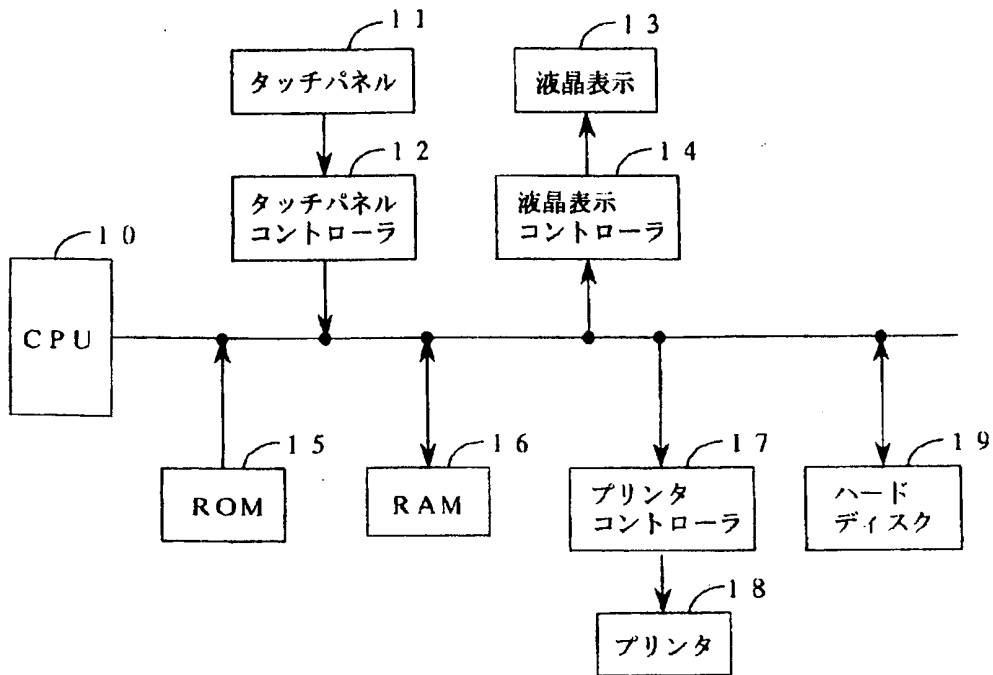 11
タッチパネル
13
液晶表示
12
タッチパネル
コントローラ
14
液晶表示
コントローラ
10
CPU
15
ROM
16
RAM
17
プリンタ
コントローラ
19
ハード
ディスク
18
プリンタ